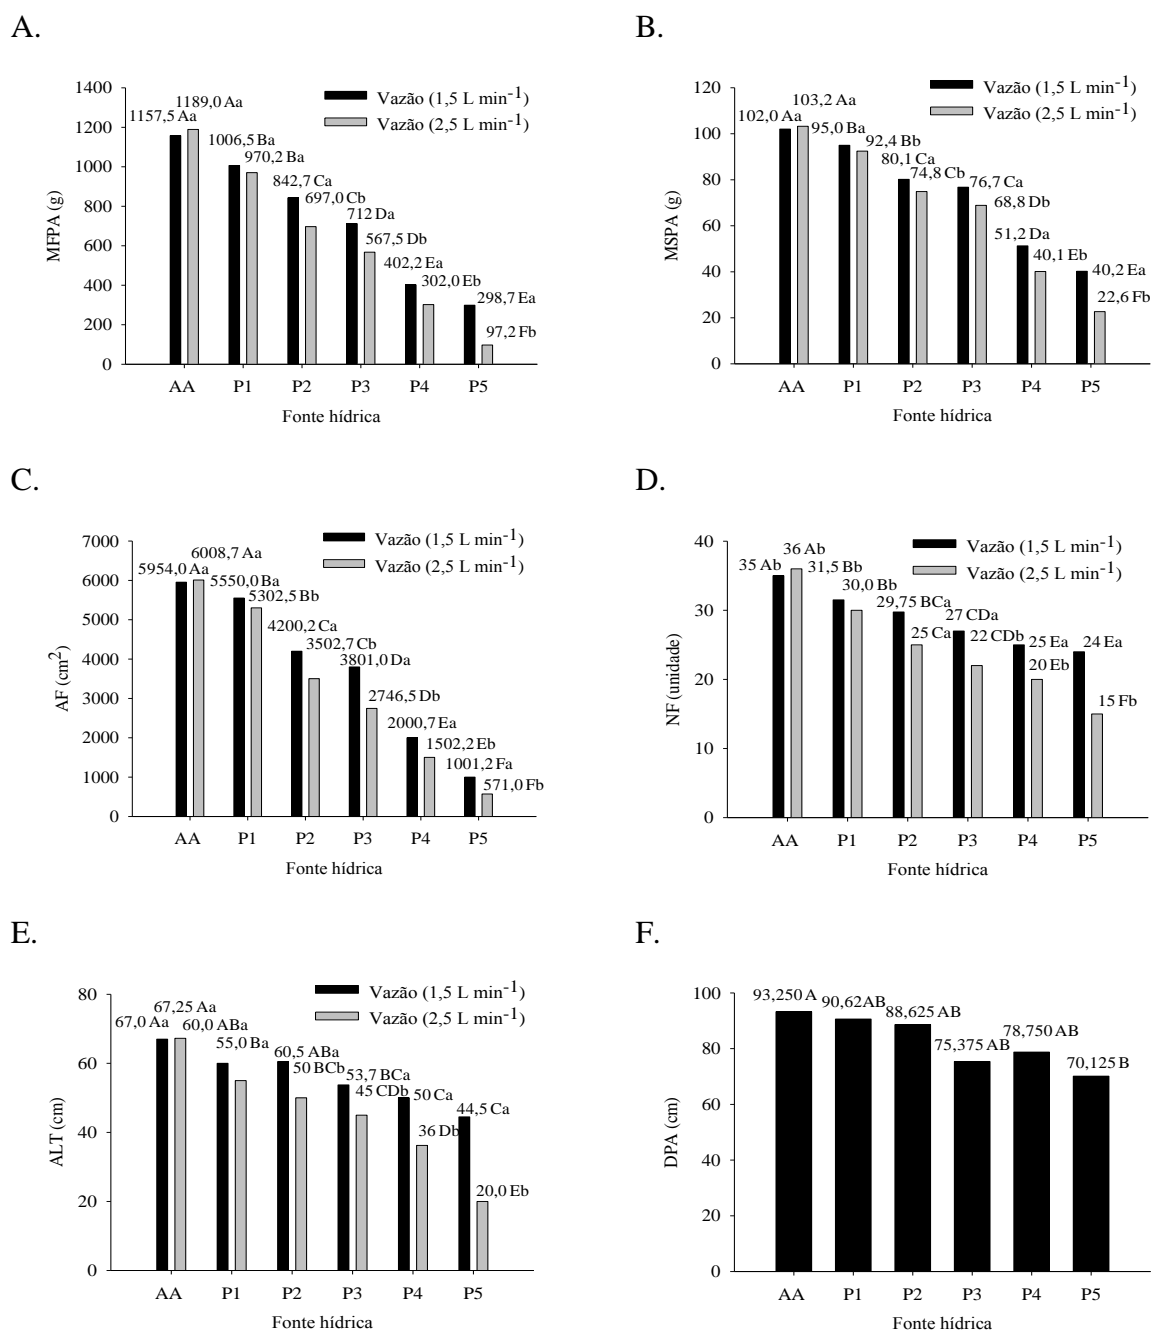 A.
1400
1200
1000
800
600
400
200
0
MFPA (g)
Vazão (1,5 L min-1)
Vazão (2,5 L min-1)
1157,5 Aa
1189,0 Aa
1006,5 Ba
970,2 Ba
842,7 Ca
697,0 Cb
712 Da
567,5 Db
402,2 Ea
302,0 Eb
298,7 Ea
97,2 Fb
AA P1 P2 P3 P4 P5
Fonte hídrica
B.
120
100
80
60
40
20
0
MSPA (g)
Vazão (1,5 L min-1)
Vazão (2,5 L min-1)
102,0 Aa
103,2 Aa
95,0 Ba
92,4 Bb
80,1 Ca
74,8 Cb
76,7 Ca
68,8 Db
51,2 Da
40,1 Eb
40,2 Ea
22,6 Fb
AA P1 P2 P3 P4 P5
Fonte hídrica
C.
7000
6000
5000
4000
3000
2000
1000
0
AF (cm2)
Vazão (1,5 L min-1)
Vazão (2,5 L min-1)
5954,0 Aa
6008,7 Aa
5550,0 Ba
5302,5 Bb
4200,2 Ca
3502,7 Cb
3801,0 Da
2746,5 Db
2000,7 Ea
1502,2 Eb
1001,2 Fa
571,0 Fb
AA P1 P2 P3 P4 P5
Fonte hídrica
D.
40
30
20
10
0
NF (unidade)
Vazão (1,5 L min-1)
Vazão (2,5 L min-1)
35 Ab
36 Ab
31,5 Bb
30,0 Bb
29,75 BCa
25 Ca
27 CDa
22 CDb
25 Ea
20 Eb
24 Ea
15 Fb
AA P1 P2 P3 P4 P5
Fonte hídrica
E.
80
60
40
20
0
ALT (cm)
Vazão (1,5 L min-1)
Vazão (2,5 L min-1)
67,0 Aa
67,25 Aa
60,0 ABa
55,0 Ba
60,5 ABa
50 BCb
53,7 BCa
45 CDb
50 Ca
36 Db
44,5 Ca
20,0 Eb
AA P1 P2 P3 P4 P5
Fonte hídrica
F.
100
80
60
40
20
0
DPA (cm)
93,250 A
90,62AB
88,625 AB
75,375 AB
78,750 AB
70,125 B
AA P1 P2 P3 P4 P5
Fonte hídrica